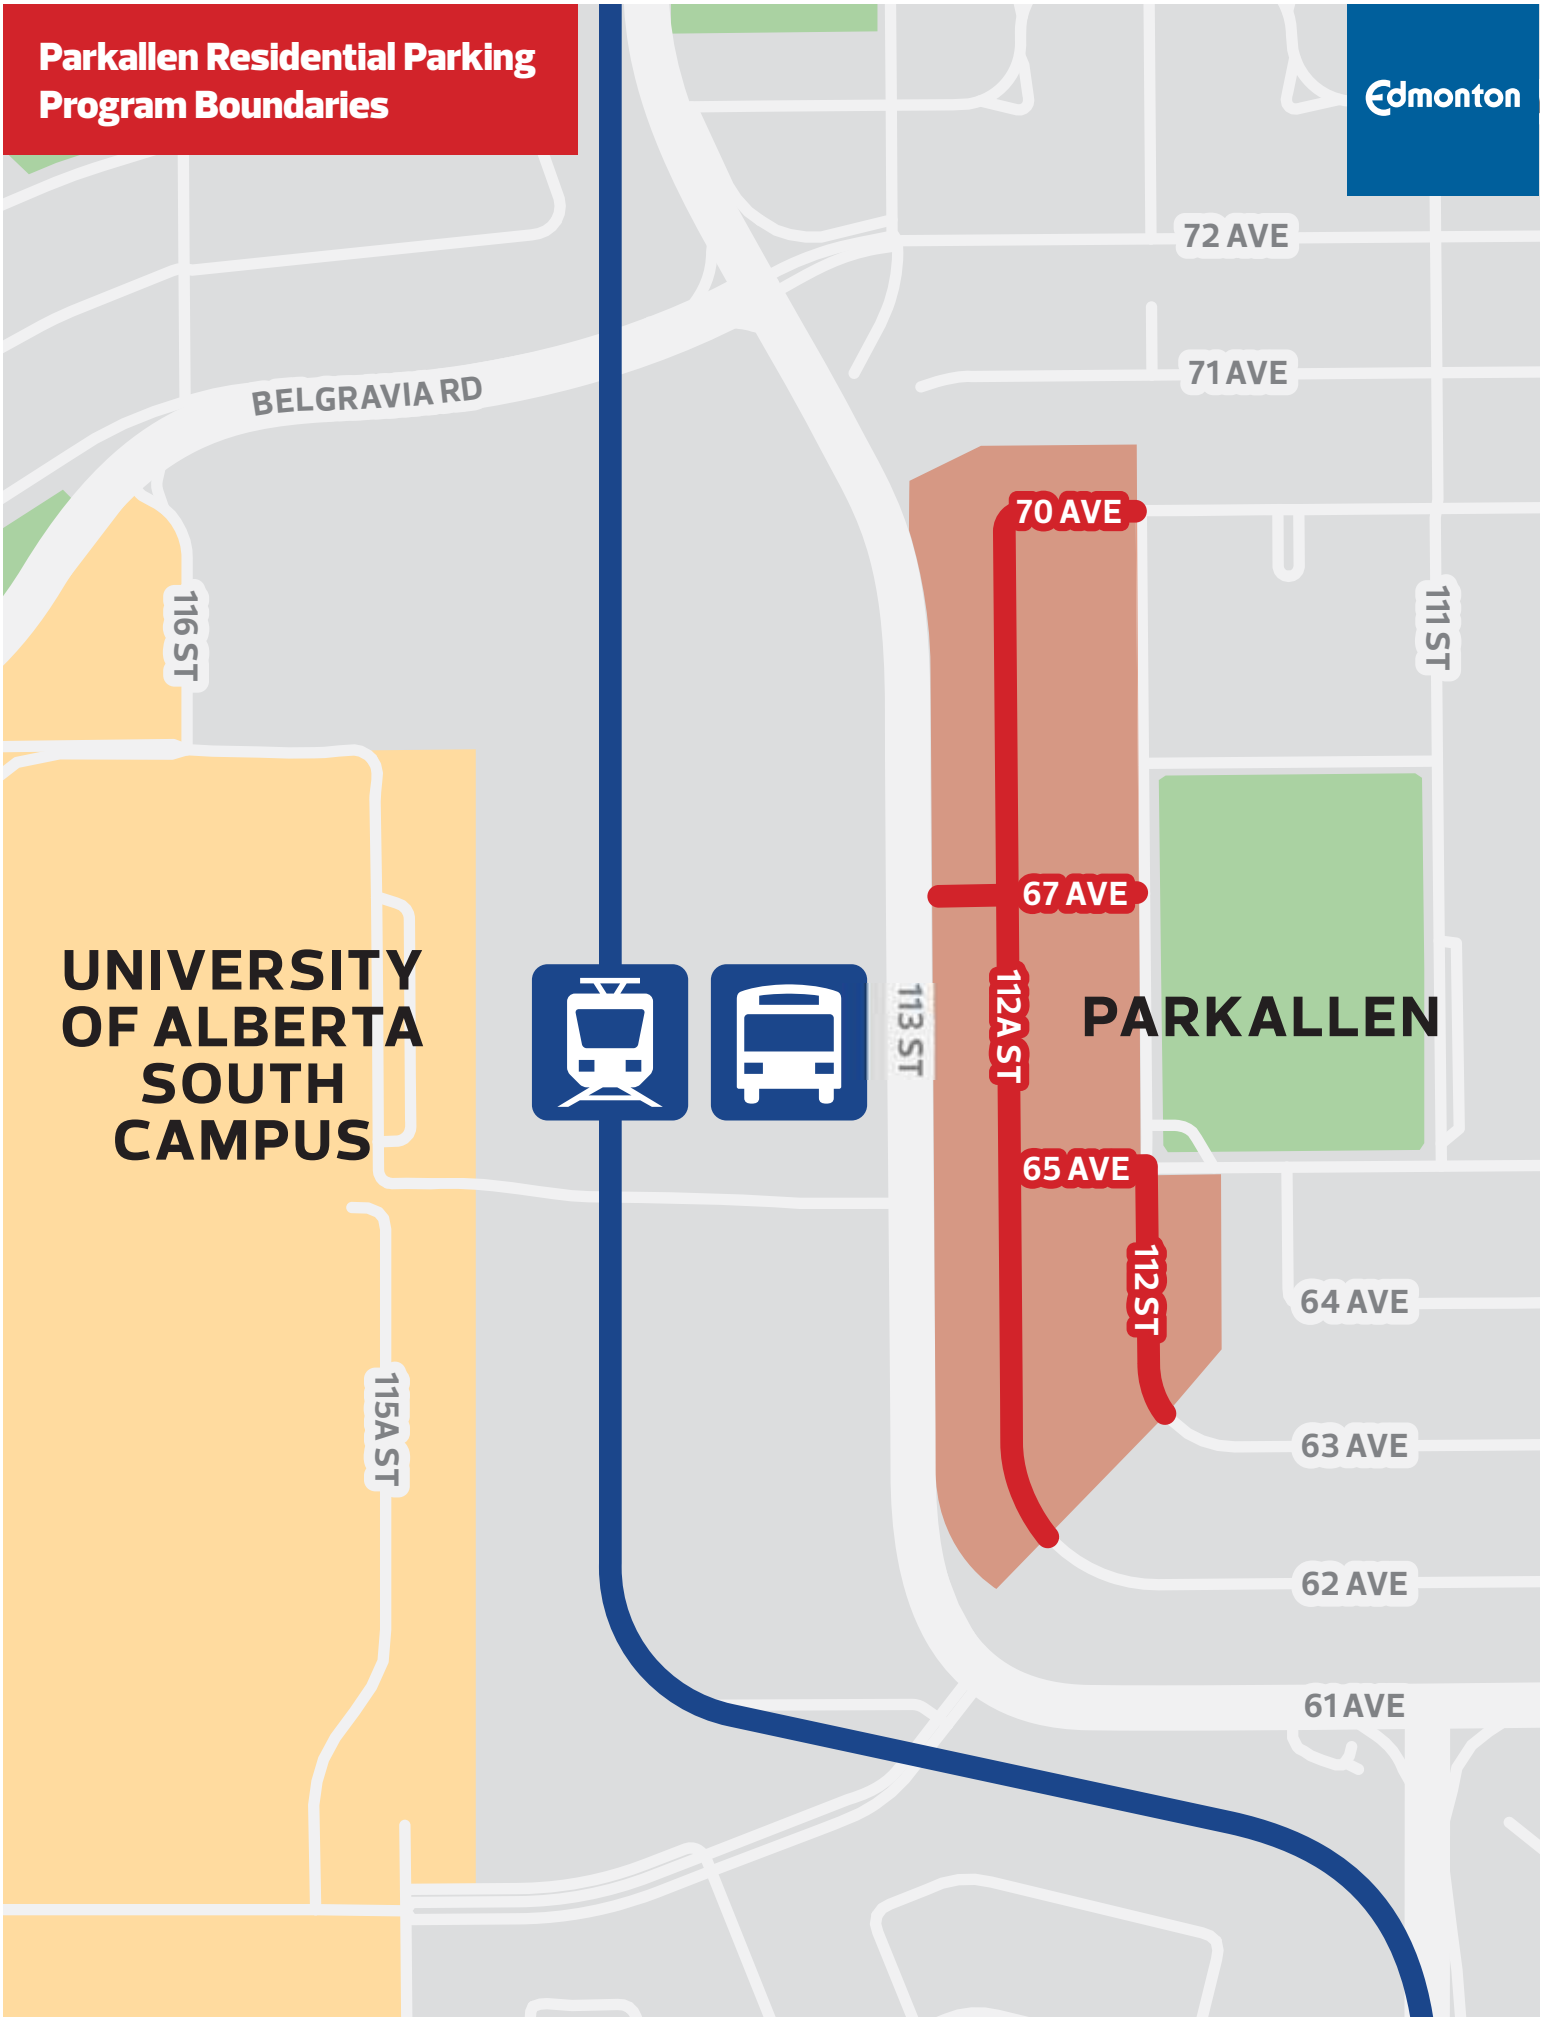 Parkallen Residential Parking
Program Boundaries
Edmonton
72 AVE
71 AVE
BELGRAVIA RD
70 AVE
116 ST
111 ST
67 AVE
UNIVERSITY
OF ALBERTA
SOUTH
CAMPUS
113 ST
112A ST
PARKALLEN
65 AVE
112 ST
64 AVE
115A ST
63 AVE
62 AVE
61 AVE